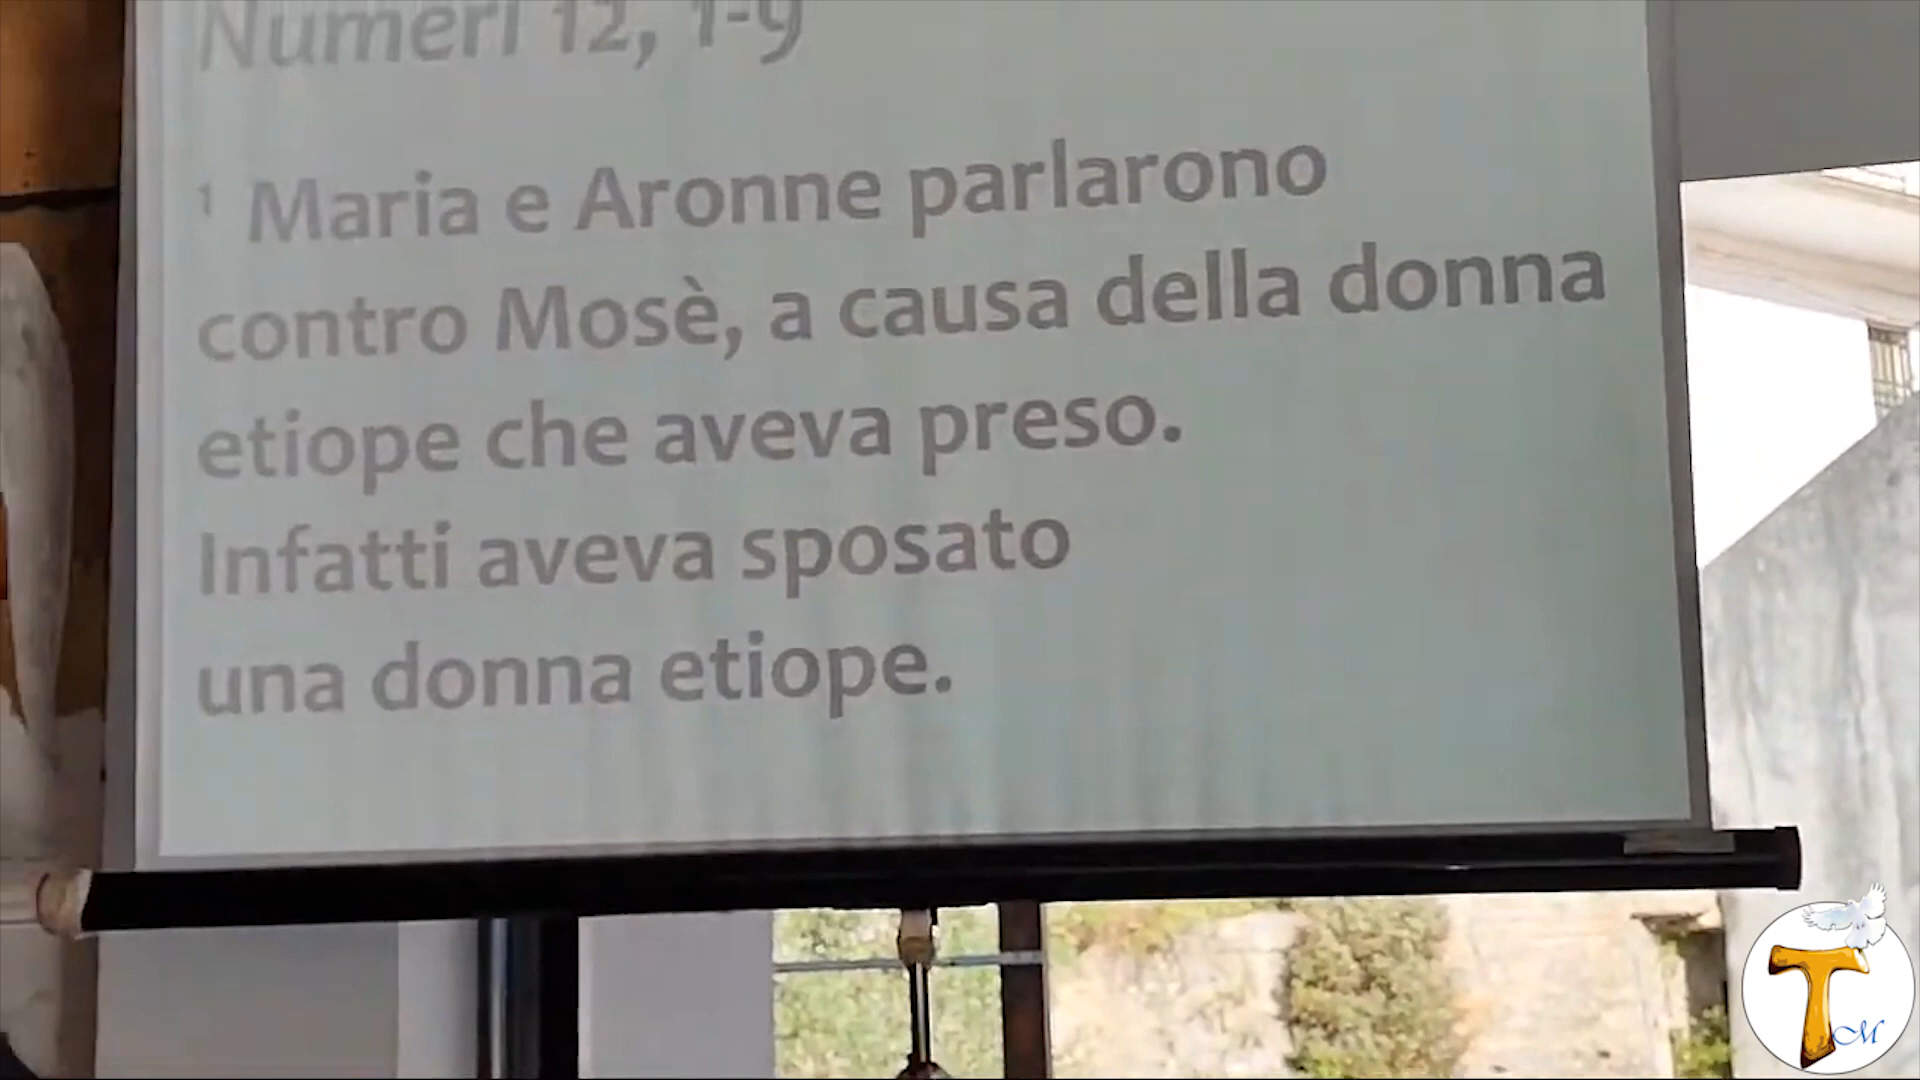 Numeri 12, 1-9
¹ Maria e Aronne parlarono
contro Mosè, a causa della donna
etiope che aveva preso.
Infatti aveva sposato
una donna etiope.
M